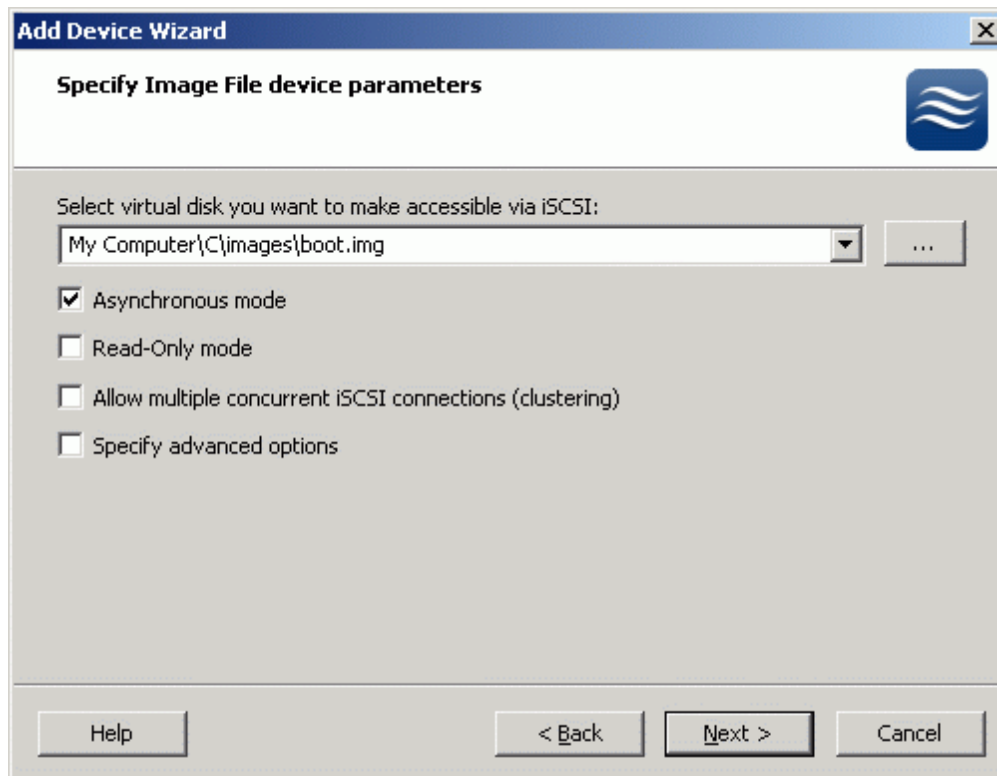 Add Device Wizard
Specify Image File device parameters
Select virtual disk you want to make accessible via iSCSI:
My Computer\C\images\boot.img
...
Asynchronous mode
Read-Only mode
Allow multiple concurrent iSCSI connections (clustering)
Specify advanced options
Help
< Back
Next >
Cancel